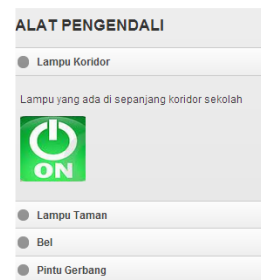 ALAT PENGENDALI
Lampu Koridor
Lampu yang ada di sepanjang koridor sekolah
ON
Lampu Taman
Bel
Pintu Gerbang